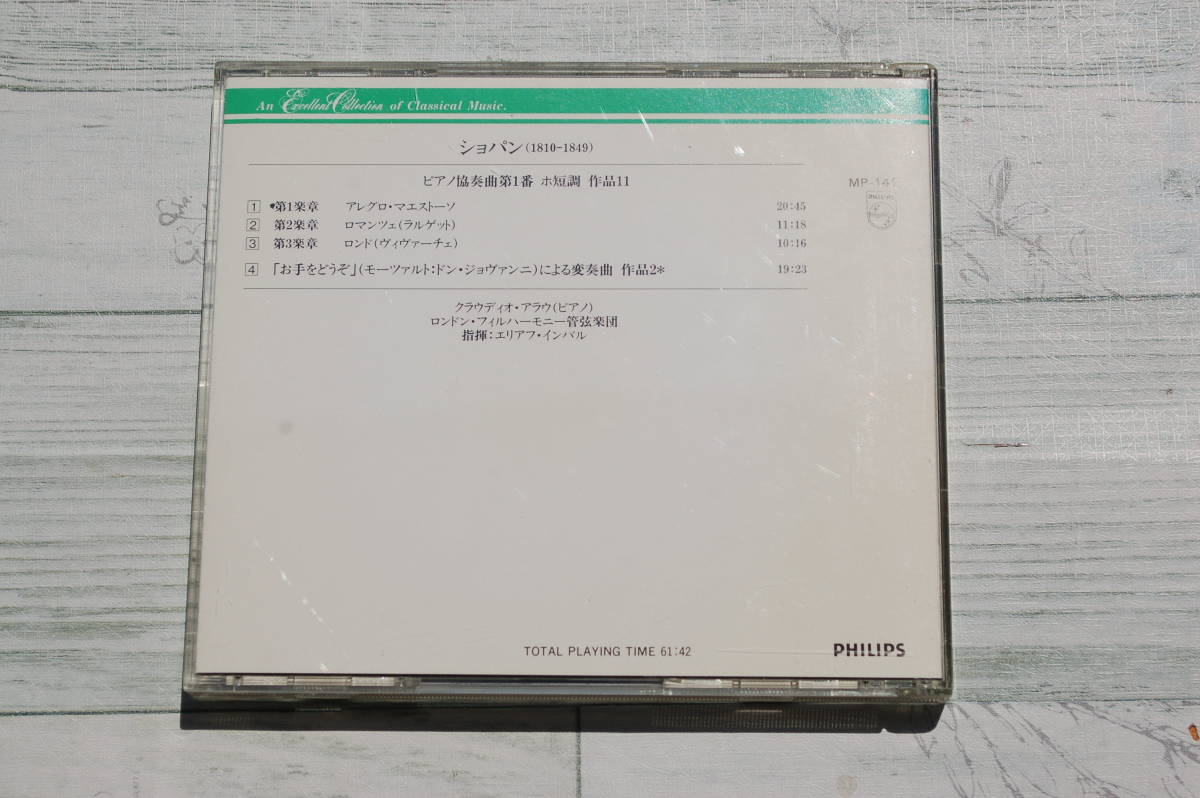 An Excellent Collection of Classical Music.
ショパン(1810-1849)
ピアノ協奏曲第1番 ホ短調 作品11
1 第1楽章 アレグロ・マエストーソ 20:45
2 第2楽章 ロマンツェ(ラルゲット) 11:18
3 第3楽章 ロンド(ヴィヴァーチェ) 10:16
4 「お手をどうぞ」(モーツァルト:ドン・ジョヴァンニ)による変奏曲 作品2* 19:23
クラウディオ・アラウ(ピアノ)
ロンドン・フィルハーモニー管弦楽団
指揮:エリアフ・インバル
PHILIPS
TOTAL PLAYING TIME 61:42
PHILIPS